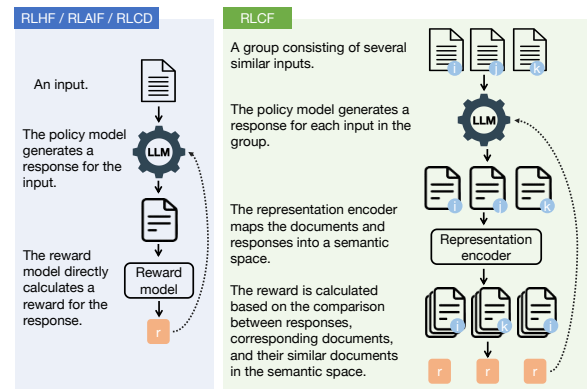 RLHF / RLAIF / RLCD
An input.
The policy model
generates a
response for the
input.
LLM
The reward
model directly
calculates a
reward for the
response.
Reward
model
r
RLCF
A group consisting of several
similar inputs.
i
j
k
The policy model generates a
response for each input in the
group.
LLM
i
j
k
The representation encoder
maps the documents and
responses into a semantic
space.
Representation
encoder
The reward is calculated
based on the comparison
between responses,
corresponding documents,
and their similar documents
in the semantic space.
i
k
j
r
r
r